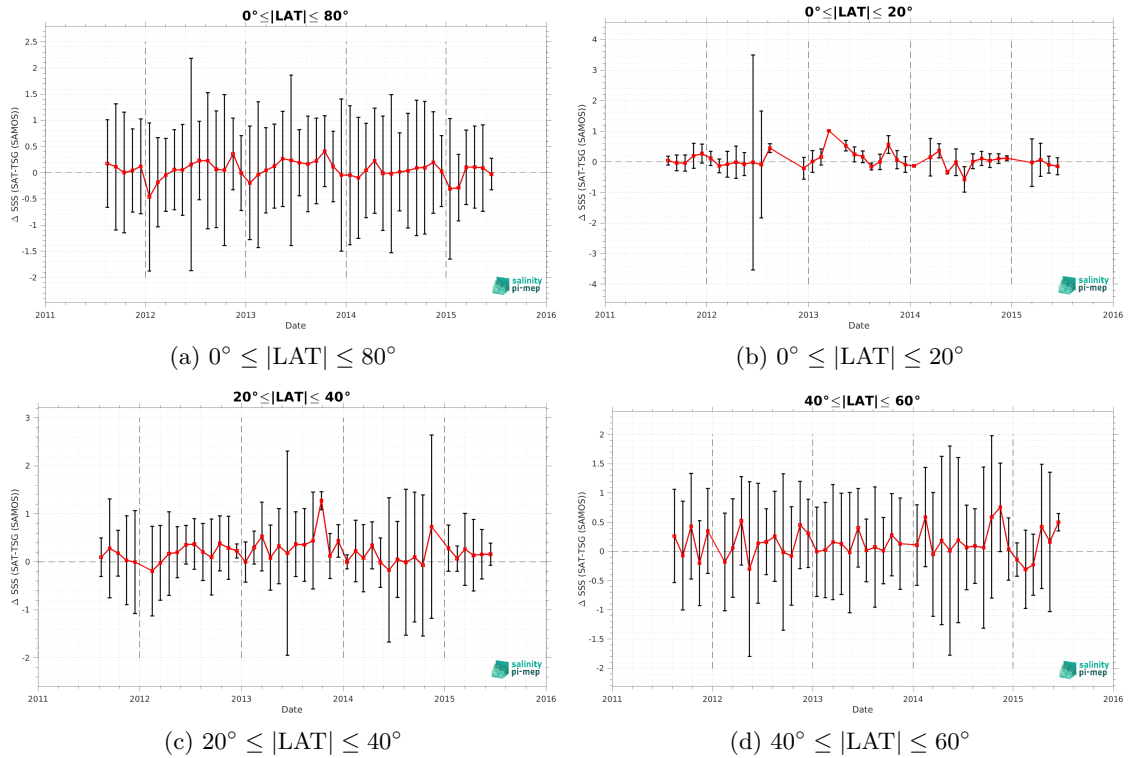 0°≤|LAT|≤ 80°
Δ SSS (SAT-TSG (SAMOS))
2.5
2
1.5
1
0.5
0
-0.5
-1
-1.5
-2
2011 2012 2013 2014 2015 2016
Date
salinity
pi-mep
(a) 0° ≤ |LAT| ≤ 80°
0°≤|LAT|≤ 20°
Δ SSS (SAT-TSG (SAMOS))
4
3
2
1
0
-1
-2
-3
-4
2011 2012 2013 2014 2015 2016
Date
salinity
pi-mep
(b) 0° ≤ |LAT| ≤ 20°
20°≤|LAT|≤ 40°
Δ SSS (SAT-TSG (SAMOS))
3
2
1
0
-1
-2
2011 2012 2013 2014 2015 2016
Date
salinity
pi-mep
(c) 20° ≤ |LAT| ≤ 40°
40°≤|LAT|≤ 60°
Δ SSS (SAT-TSG (SAMOS))
2
1.5
1
0.5
0
-0.5
-1
-1.5
-2
2011 2012 2013 2014 2015 2016
Date
salinity
pi-mep
(d) 40° ≤ |LAT| ≤ 60°